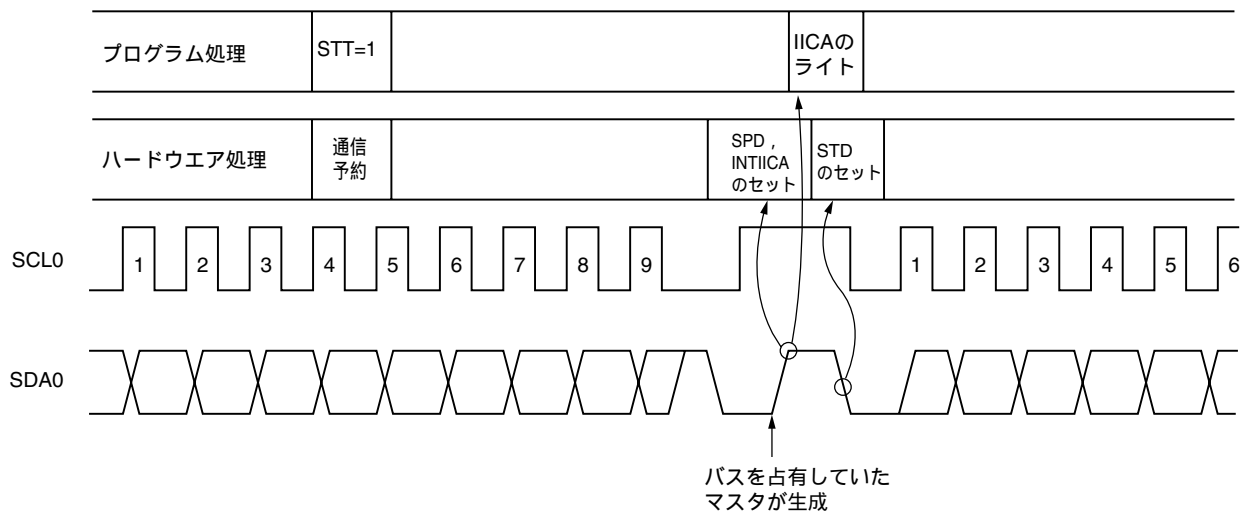 プログラム処理
STT=1
IICAの
ライト
ハードウエア処理
通信
予約
SPD，
INTIICA
のセット
STD
のセット
SCL0
1 2 3 4 5 6 7 8 9 1 2 3 4 5 6
SDA0
バスを占有していた
マスタが生成